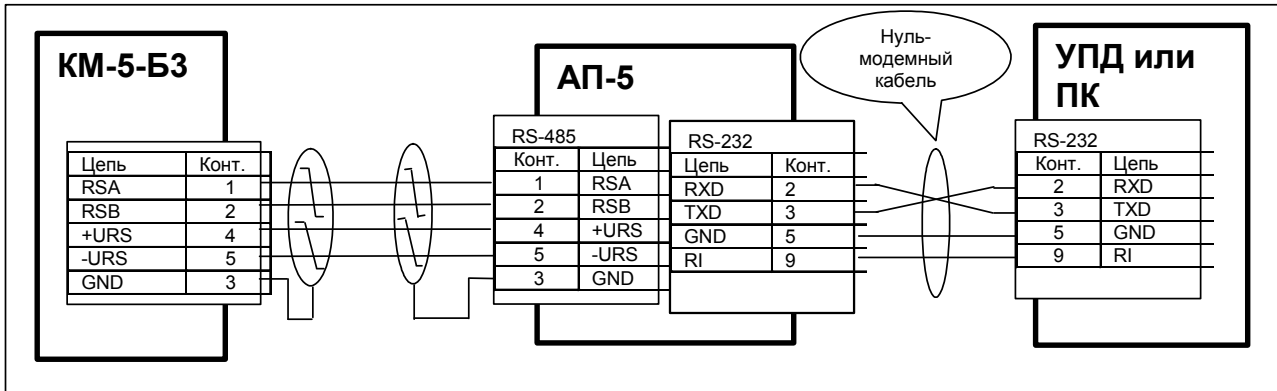 КМ-5-Б3
Цепь Конт.
RSA 1
RSB 2
+URS 4
-URS 5
GND 3
АП-5
RS-485
Конт. Цепь
1 RSA
2 RSB
4 +URS
5 -URS
3 GND
RS-232
Цепь Конт.
RXD 2
TXD 3
GND 5
RI 9
Нуль-
модемный
кабель
УПД или
ПК
RS-232
Конт. Цепь
2 RXD
3 TXD
5 GND
9 RI